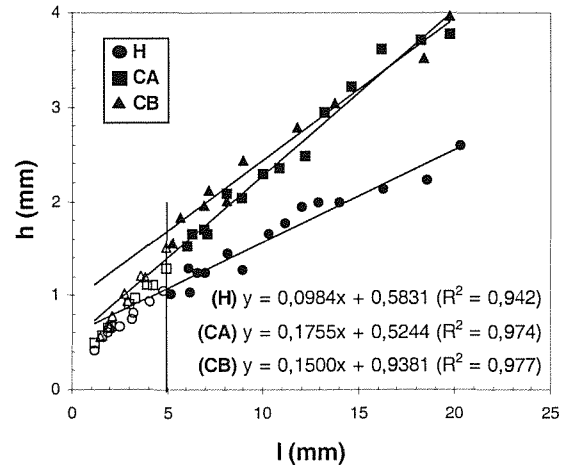 4
3
2
1
0
h (mm)
H
CA
CB
(H) y = 0,0984x + 0,5831 (R² = 0,942)
(CA) y = 0,1755x + 0,5244 (R² = 0,974)
(CB) y = 0,1500x + 0,9381 (R² = 0,977)
0 5 10 15 20 25
l (mm)